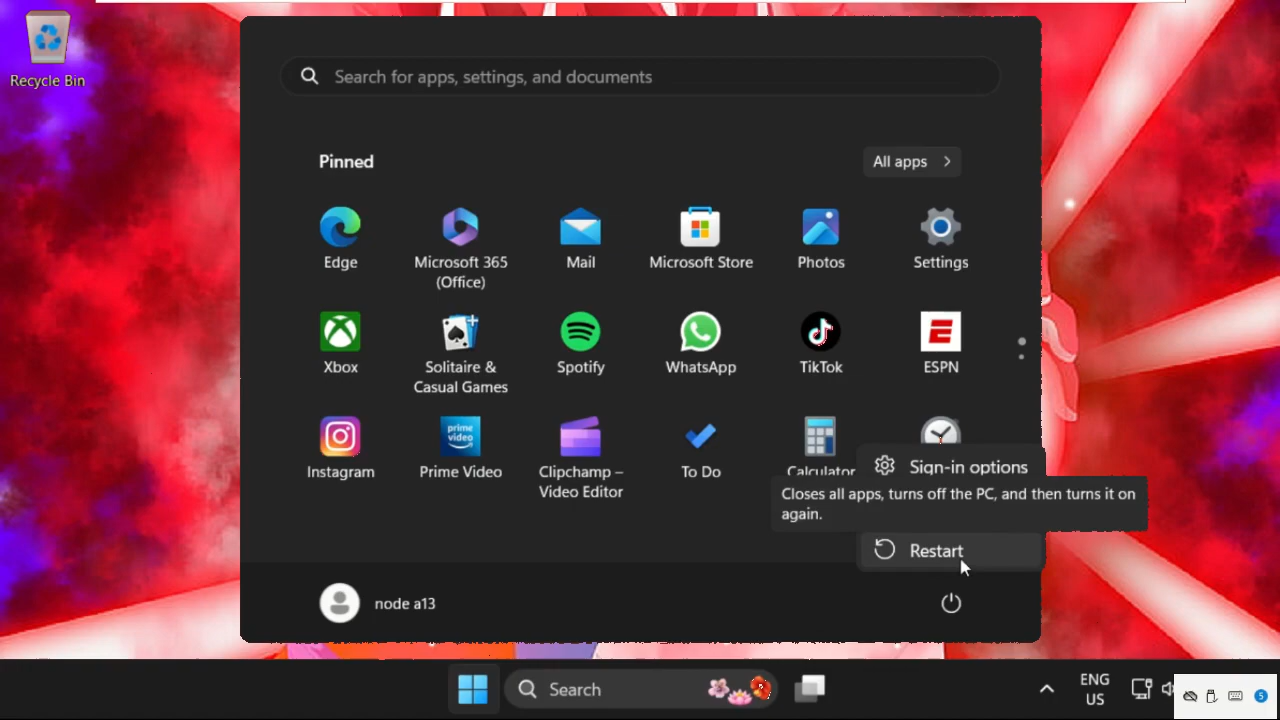 Recycle Bin
Search for apps, settings, and documents
Pinned
All apps
Edge
Microsoft 365
(Office)
Mail
Microsoft Store
Photos
Settings
Xbox
Solitaire &
Casual Games
Spotify
WhatsApp
TikTok
ESPN
Instagram
prime
video
Prime Video
Clipchamp –
Video Editor
To Do
Calculator
Sign-in options
Closes all apps, turns off the PC, and then turns it on
again.
Restart
node a13
Search
ENG
US
5